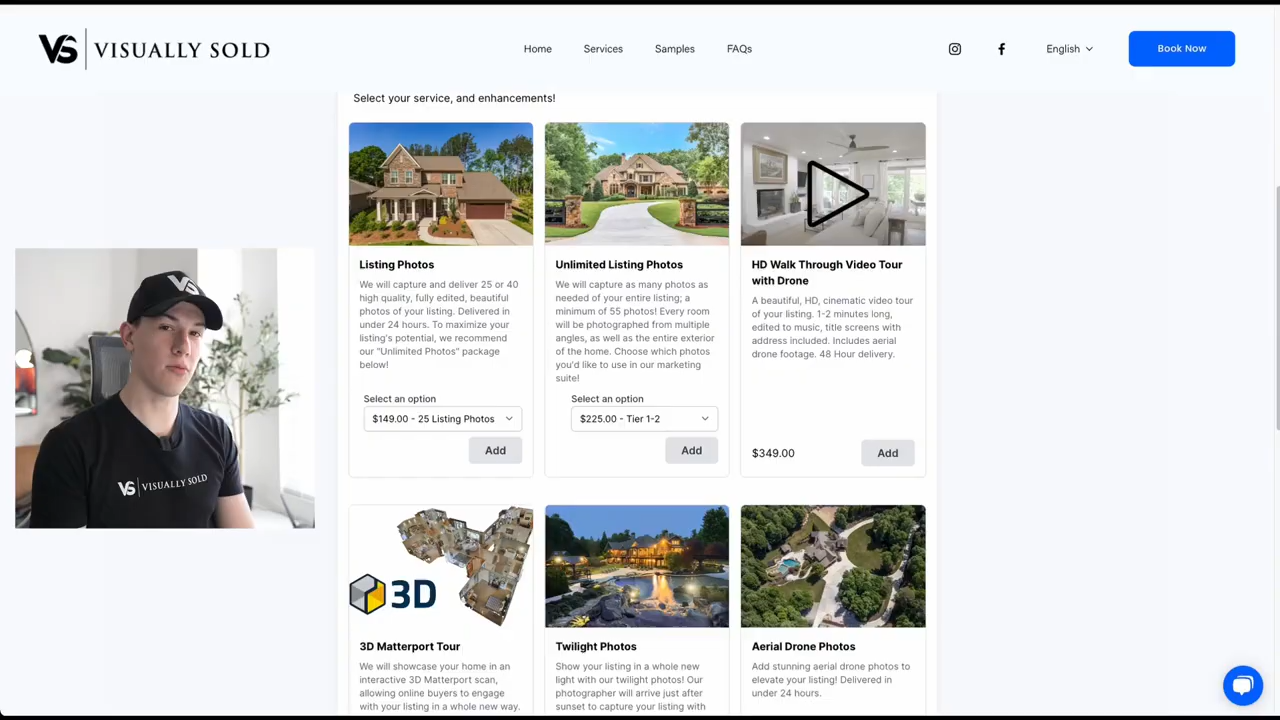 VS VISUALLY SOLD
Home
Services
Samples
FAQs
English
Book Now
Select your service, and enhancements!
Listing Photos
We will capture and deliver 25 or 40
high quality, fully edited, beautiful
photos of your listing. Delivered in
under 24 hours. To maximize your
listing's potential, we recommend
our "Unlimited Photos" package
below!
Select an option
$149.00 - 25 Listing Photos
Add
Unlimited Listing Photos
We will capture as many photos as
needed of your entire listing; a
minimum of 55 photos! Every room
will be photographed from multiple
angles, as well as the entire exterior
of the home. Choose which photos
you'd like to use in our marketing
suite!
Select an option
$225.00 - Tier 1-2
Add
HD Walk Through Video Tour
with Drone
A beautiful, HD, cinematic video tour
of your listing. 1-2 minutes long,
edited to music, title screens with
address included. Includes aerial
drone footage. 48 Hour delivery.
$349.00
Add
VS
VS VISUALLY SOLD
3D
3D Matterport Tour
We will showcase your home in an
interactive 3D Matterport scan,
allowing online buyers to engage
with your listing in a whole new way.
Twilight Photos
Show your listing in a whole new
light with our twilight photos! Our
photographer will arrive just after
sunset to capture your listing with
Aerial Drone Photos
Add stunning aerial drone photos to
elevate your listing! Delivered in
under 24 hours.